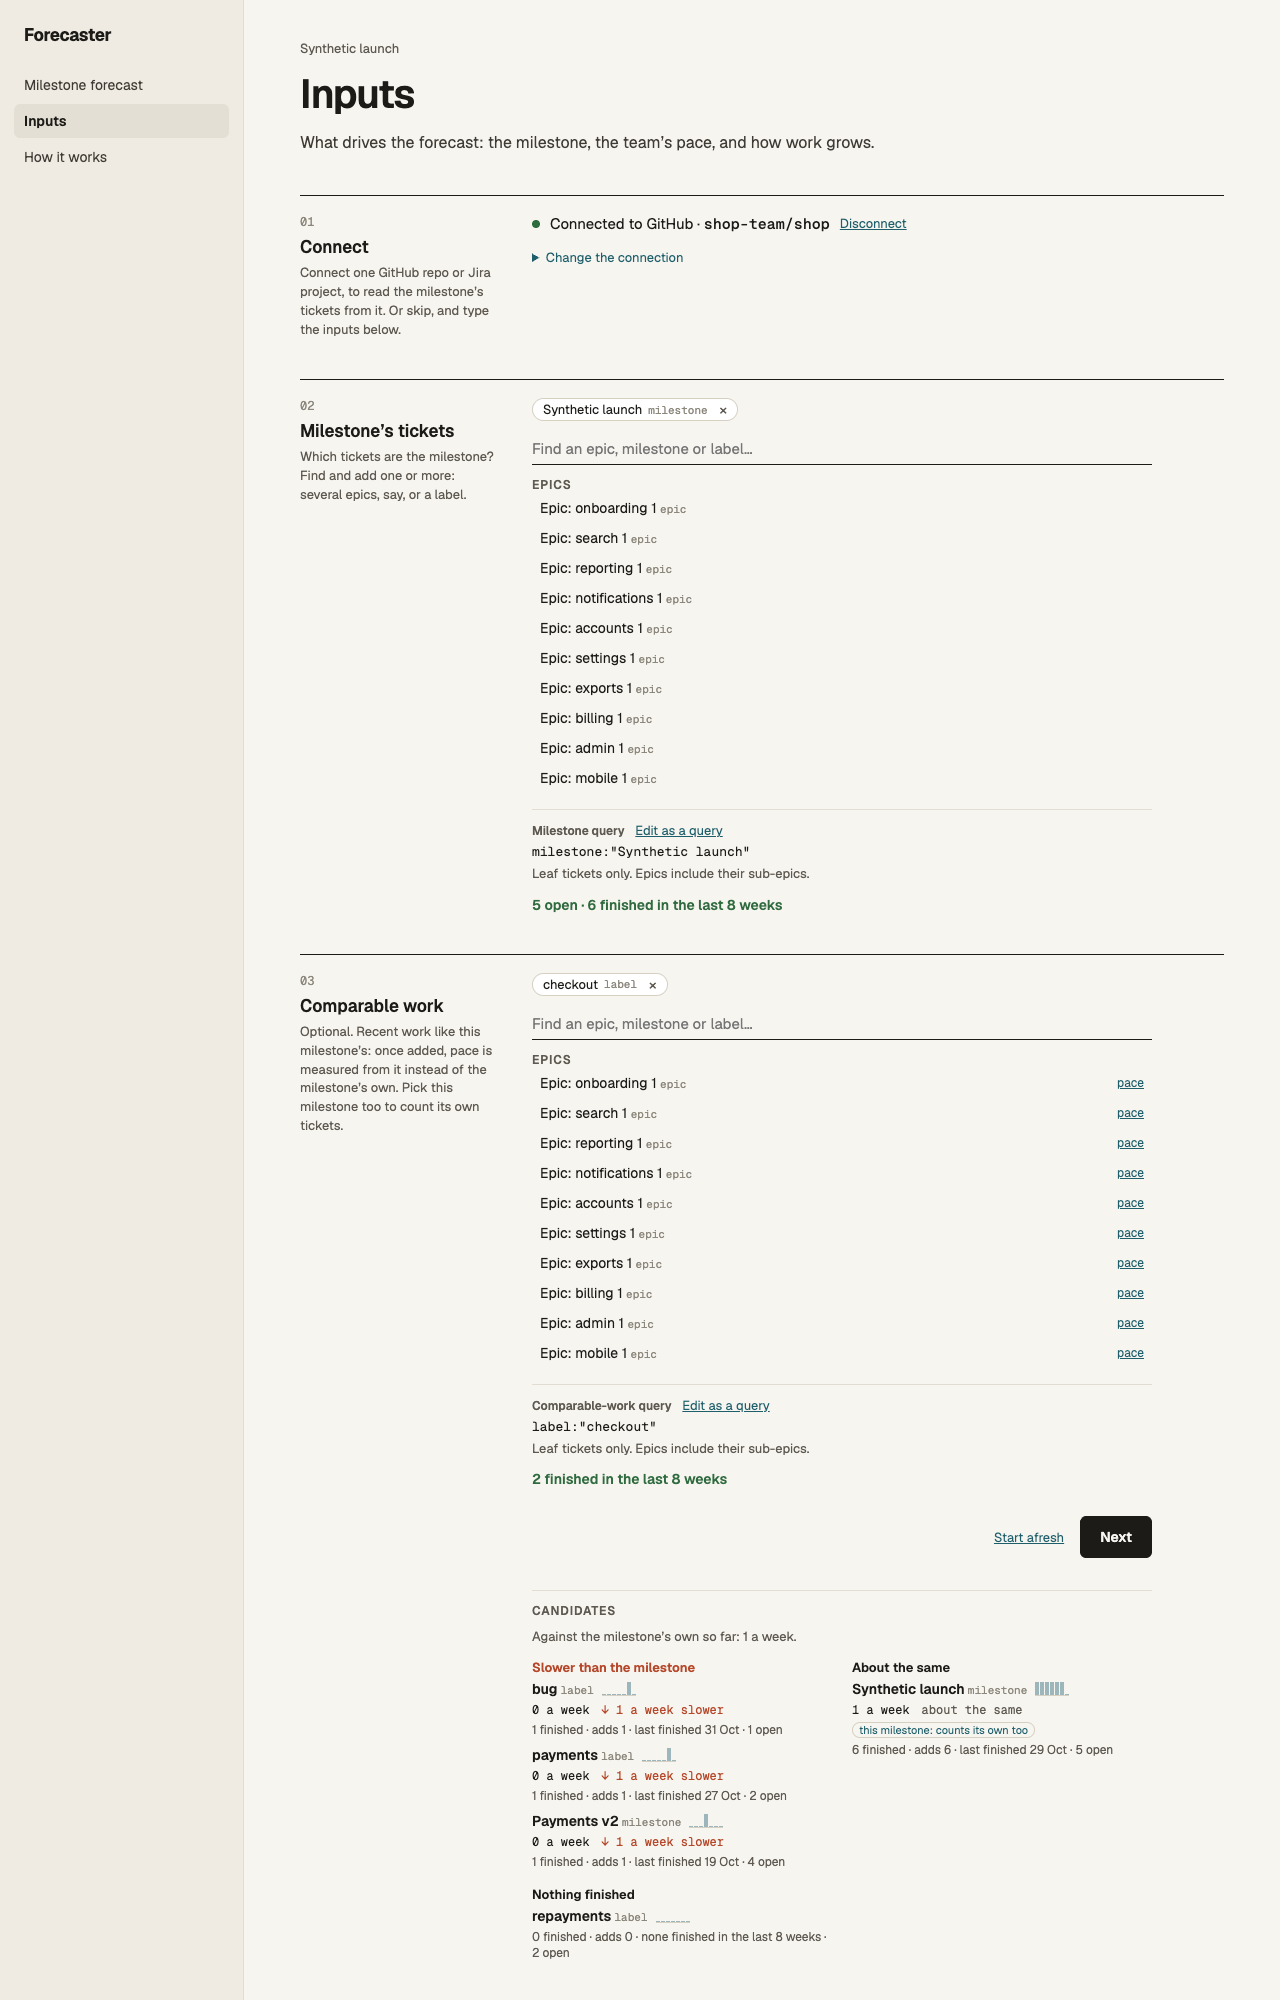 Forecaster
Milestone forecast
Inputs
How it works
Synthetic launch
Inputs
What drives the forecast: the milestone, the team’s pace, and how work grows.
01
Connect
Connect one GitHub repo or Jira
project, to read the milestone’s
tickets from it. Or skip, and type
the inputs below.
Connected to GitHub · shop-team/shop Disconnect
▶ Change the connection
02
Milestone’s tickets
Which tickets are the milestone?
Find and add one or more:
several epics, say, or a label.
Synthetic launch milestone ×
Find an epic, milestone or label…
EPICS
Epic: onboarding 1 epic
Epic: search 1 epic
Epic: reporting 1 epic
Epic: notifications 1 epic
Epic: accounts 1 epic
Epic: settings 1 epic
Epic: exports 1 epic
Epic: billing 1 epic
Epic: admin 1 epic
Epic: mobile 1 epic
Milestone query Edit as a query
milestone:"Synthetic launch"
Leaf tickets only. Epics include their sub-epics.
5 open · 6 finished in the last 8 weeks
03
Comparable work
Optional. Recent work like this
milestone’s: once added, pace is
measured from it instead of the
milestone’s own. Pick this
milestone too to count its own
tickets.
checkout label ×
Find an epic, milestone or label…
EPICS
Epic: onboarding 1 epic pace
Epic: search 1 epic pace
Epic: reporting 1 epic pace
Epic: notifications 1 epic pace
Epic: accounts 1 epic pace
Epic: settings 1 epic pace
Epic: exports 1 epic pace
Epic: billing 1 epic pace
Epic: admin 1 epic pace
Epic: mobile 1 epic pace
Comparable-work query Edit as a query
label:"checkout"
Leaf tickets only. Epics include their sub-epics.
2 finished in the last 8 weeks
Start afresh Next
CANDIDATES
Against the milestone’s own so far: 1 a week.
Slower than the milestone
bug label
0 a week ↓ 1 a week slower
1 finished · adds 1 · last finished 31 Oct · 1 open
payments label
0 a week ↓ 1 a week slower
1 finished · adds 1 · last finished 27 Oct · 2 open
Payments v2 milestone
0 a week ↓ 1 a week slower
1 finished · adds 1 · last finished 19 Oct · 4 open
Nothing finished
repayments label
0 finished · adds 0 · none finished in the last 8 weeks ·
2 open
About the same
Synthetic launch milestone
1 a week about the same
this milestone: counts its own too
6 finished · adds 6 · last finished 29 Oct · 5 open